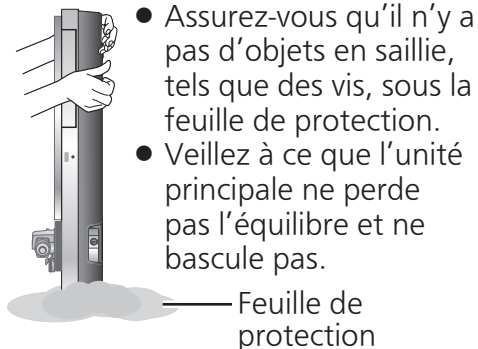 ● Assurez-vous qu’il n’y a
pas d’objets en saillie,
tels que des vis, sous la
feuille de protection.
● Veillez à ce que l’unité
principale ne perde
pas l’équilibre et ne
bascule pas.
Feuille de
protection